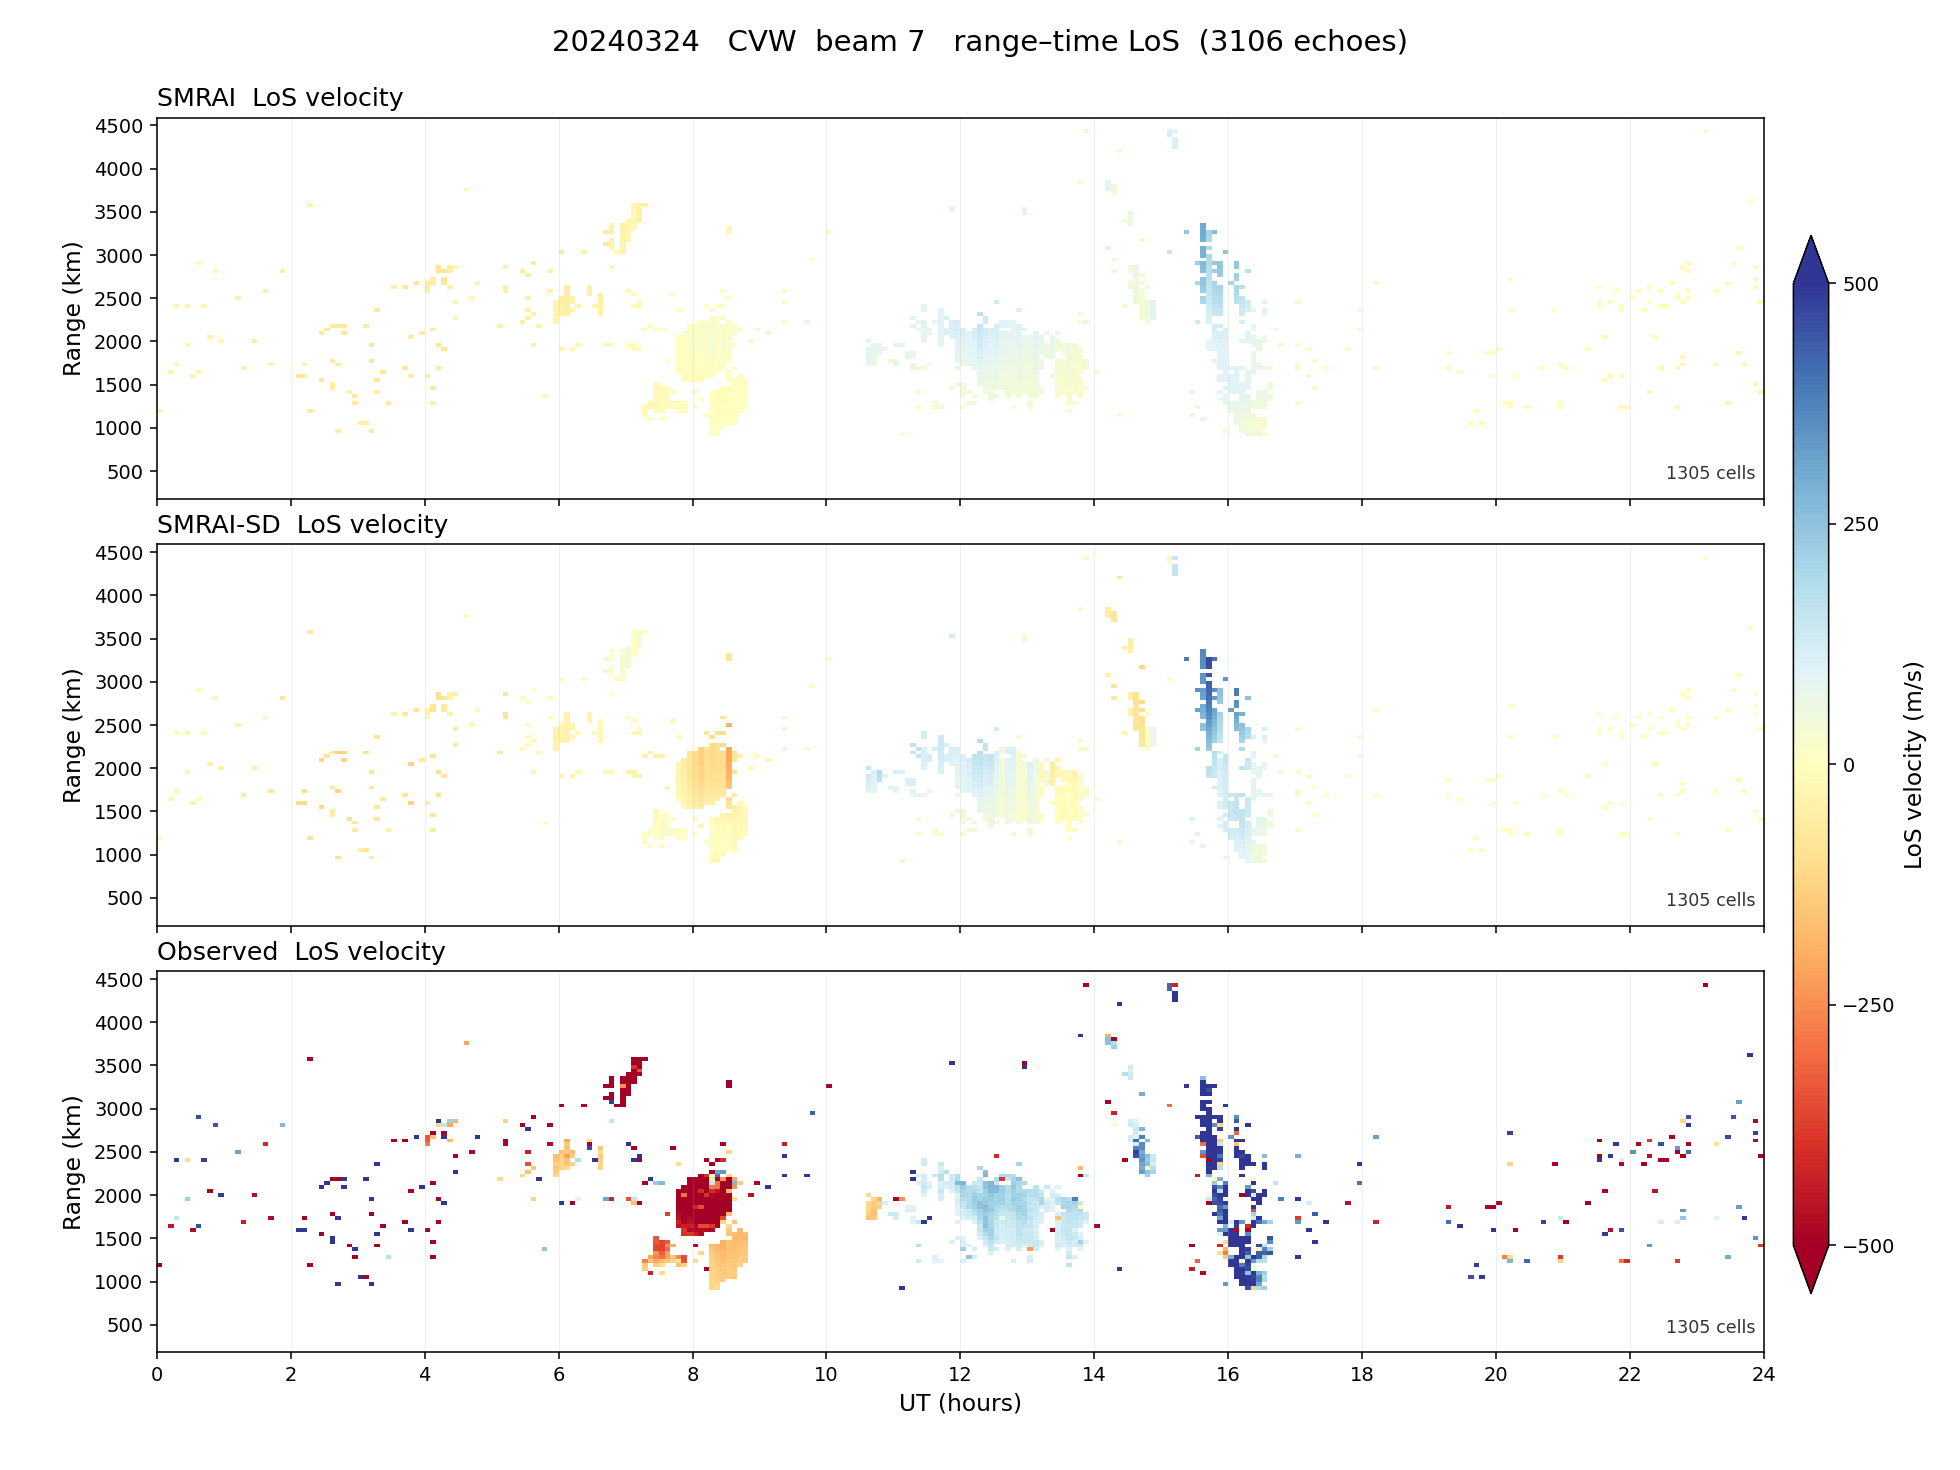 20240324   CVW  beam 7   range–time LoS  (3106 echoes)
SMRAI  LoS velocity
4500
4000
3500
3000
2500
2000
1500
1000
500
Range (km)
1305 cells
SMRAI-SD  LoS velocity
4500
4000
3500
3000
2500
2000
1500
1000
500
Range (km)
1305 cells
Observed  LoS velocity
4500
4000
3500
3000
2500
2000
1500
1000
500
Range (km)
1305 cells
0 2 4 6 8 10 12 14 16 18 20 22 24
UT (hours)
500
250
0
−250
−500
LoS velocity (m/s)